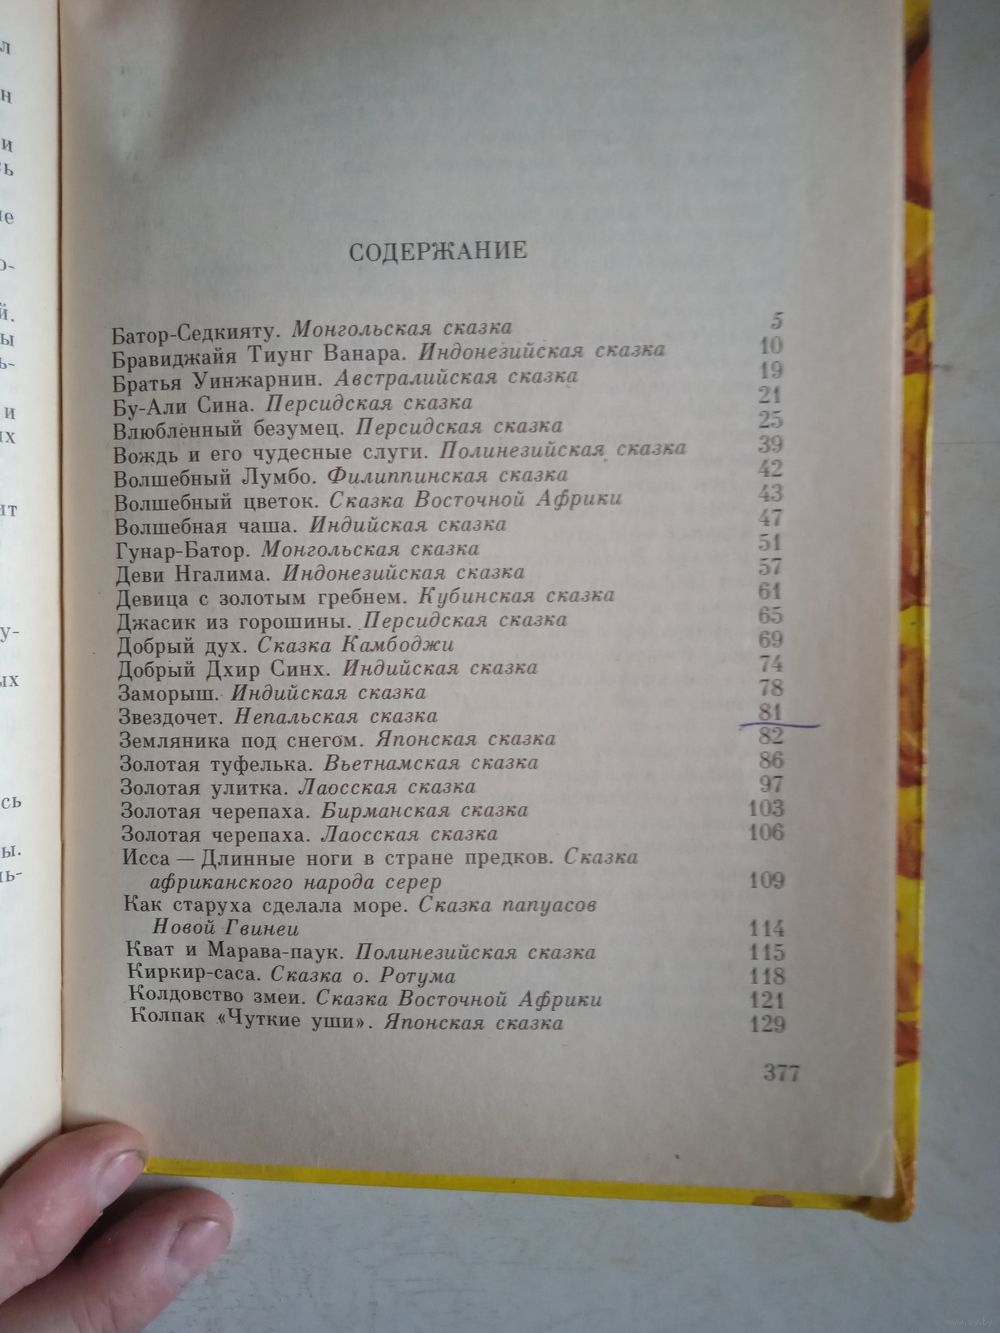 л
н
и
сь
ые
о-
й.
ы
ь-
и
их
ит
у-
ых
сь
ы.
ль-
СОДЕРЖАНИЕ
Батор-Седкияту. Монгольская сказка 5
Бравиджайя Тиунг Ванара. Индонезийская сказка 10
Братья Уинжарнин. Австралийская сказка 19
Бу-Али Сина. Персидская сказка 21
Влюбленный безумец. Персидская сказка 25
Вождь и его чудесные слуги. Полинезийская сказка 39
Волшебный Лумбо. Филиппинская сказка 42
Волшебный цветок. Сказка Восточной Африки 43
Волшебная чаша. Индийская сказка 47
Гунар-Батор. Монгольская сказка 51
Деви Нгалима. Индонезийская сказка 57
Девица с золотым гребнем. Кубинская сказка 61
Джасик из горошины. Персидская сказка 65
Добрый дух. Сказка Камбоджи 69
Добрый Дхир Синх. Индийская сказка 74
Заморыш. Индийская сказка 78
Звездочет. Непальская сказка 81
Земляника под снегом. Японская сказка 82
Золотая туфелька. Вьетнамская сказка 86
Золотая улитка. Лаосская сказка 97
Золотая черепаха. Бирманская сказка 103
Золотая черепаха. Лаосская сказка 106
Исса — Длинные ноги в стране предков. Сказка
африканского народа серер 109
Как старуха сделала море. Сказка папуасов
Новой Гвинеи 114
Кват и Марава-паук. Полинезийская сказка 115
Киркир-саса. Сказка о. Ротума 118
Колдовство змеи. Сказка Восточной Африки 121
Колпак «Чуткие уши». Японская сказка 129
377